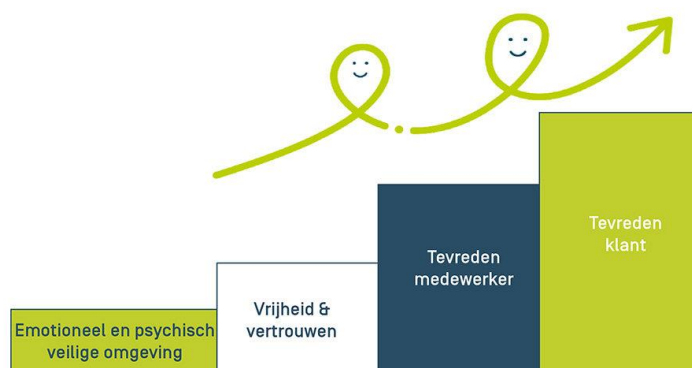 Emotioneel en psychisch
veilige omgeving
Vrijheid &
vertrouwen
Tevreden
medewerker
Tevreden
klant